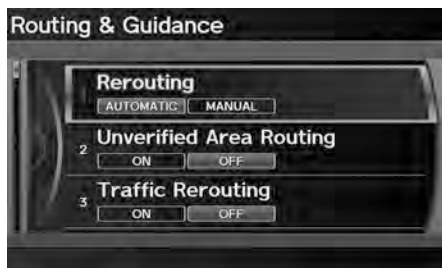 Routing & Guidance
Rerouting
AUTOMATIC MANUAL
2 Unverified Area Routing
ON OFF
3 Traffic Rerouting
ON OFF